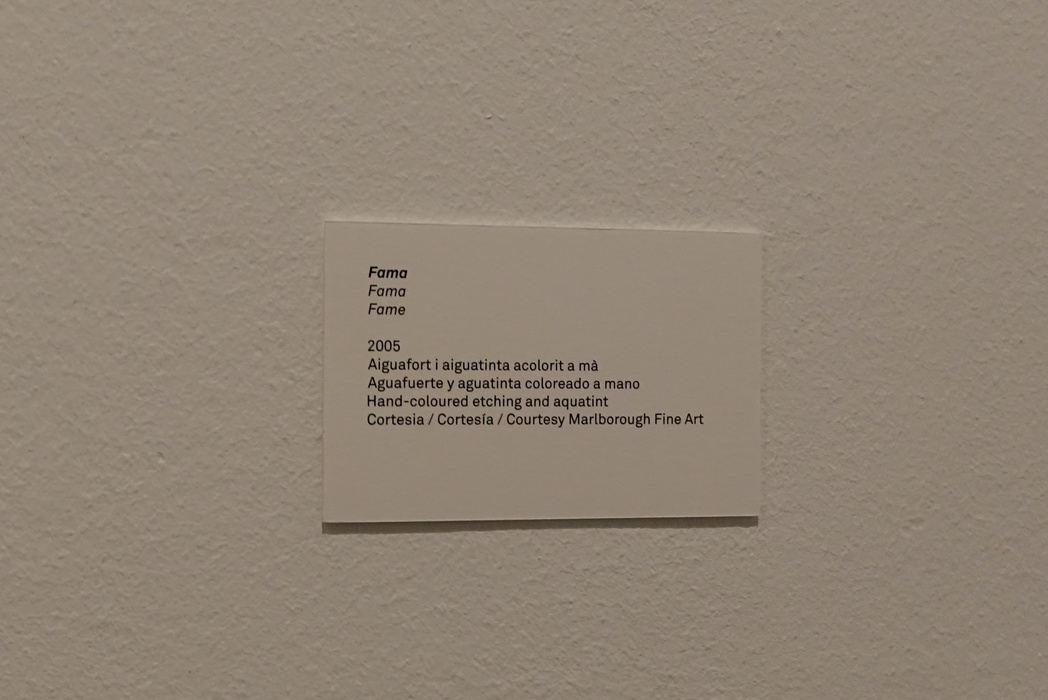 Fama
Fama
Fame
2005
Aiguafort i aiguatinta acolorit a mà
Aguafuerte y aguatinta coloreado a mano
Hand-coloured etching and aquatint
Cortesia / Cortesía / Courtesy Marlborough Fine Art